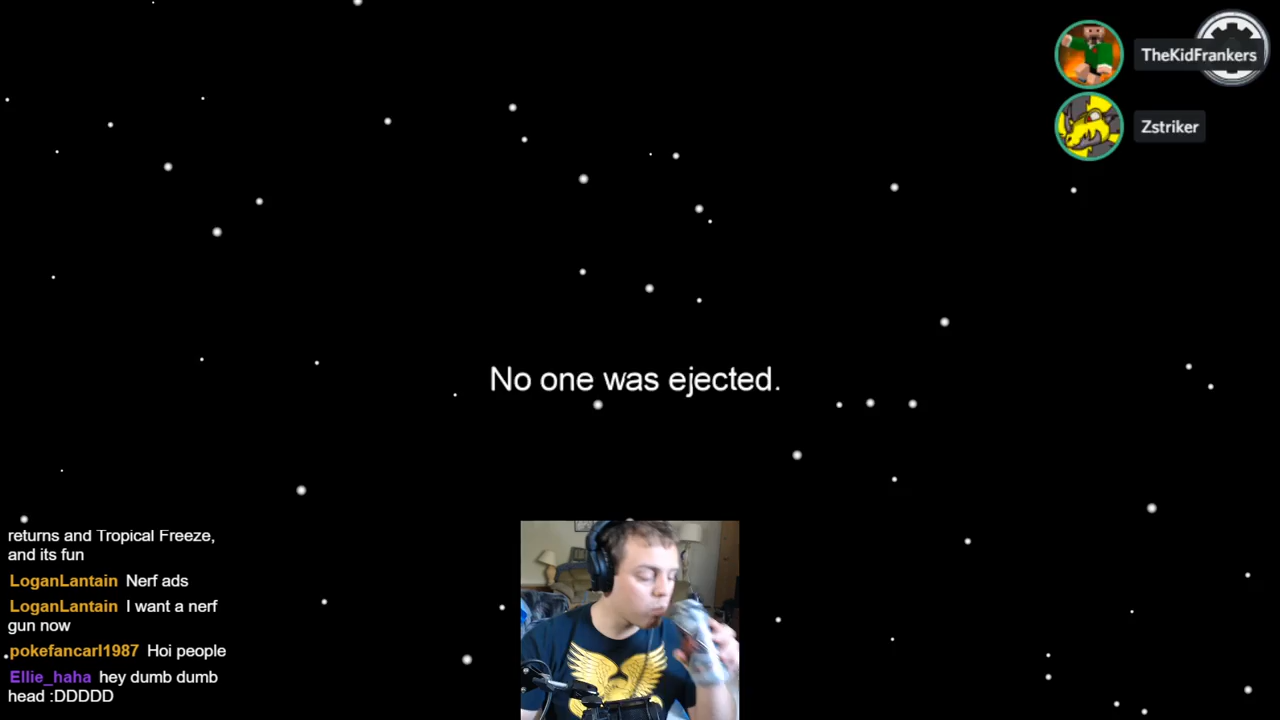 TheKidFrankers
Zstriker
No one was ejected.
returns and Tropical Freeze,
and its fun
LoganLantain Nerf ads
LoganLantain I want a nerf
gun now
pokefancarl1987 Hoi people
Ellie_haha hey dumb dumb
head :DDDDD